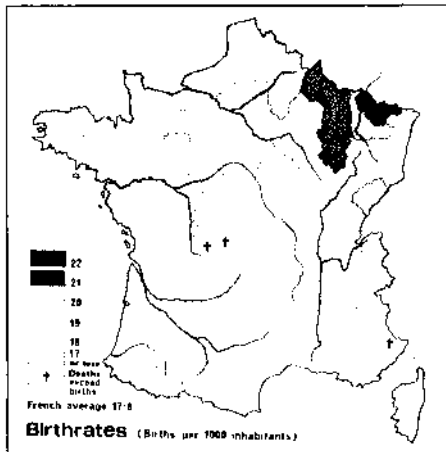 22
21
20
19
18
17
or less
† Deaths
exceed
births
French average 17·8
Birthrates (Births per 1000 inhabitants)